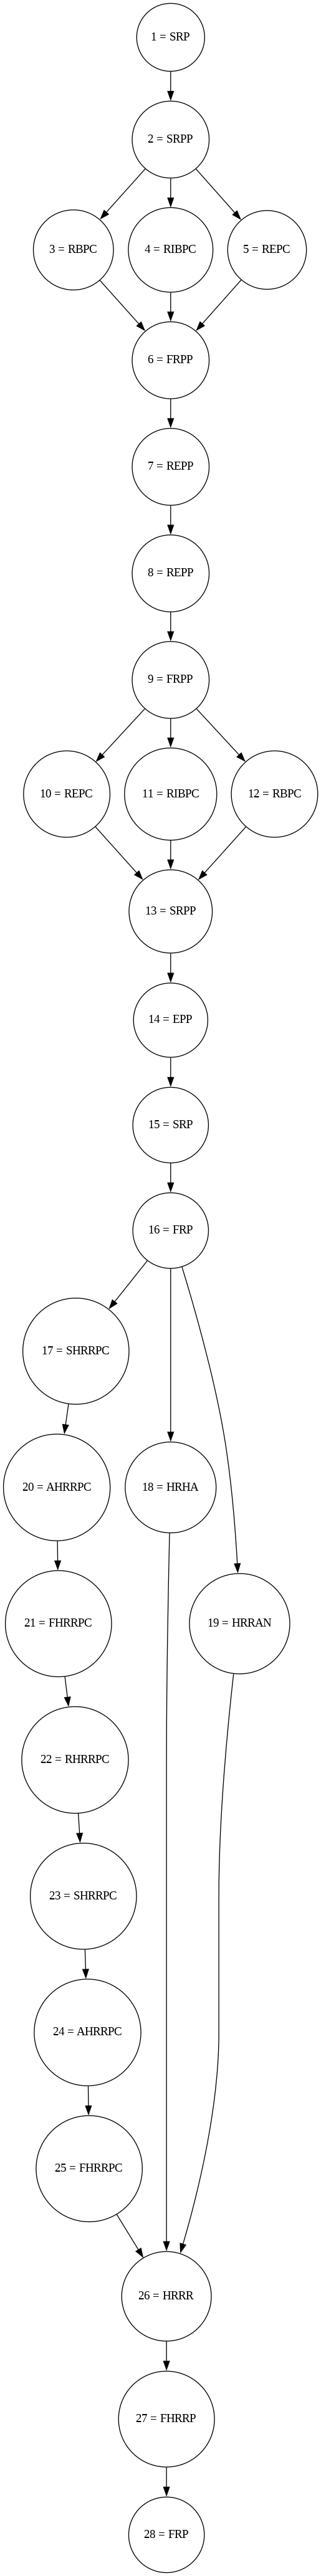 1 = SRP
2 = SRPP
3 = RBPC
4 = RIBPC
5 = REPC
6 = FRPP
7 = REPP
8 = REPP
9 = FRPP
10 = REPC
11 = RIBPC
12 = RBPC
13 = SRPP
14 = EPP
15 = SRP
16 = FRP
17 = SHRRPC
20 = AHRRPC
18 = HRHA
21 = FHRRPC
19 = HRRAN
22 = RHRRPC
23 = SHRRPC
24 = AHRRPC
25 = FHRRPC
26 = HRRR
27 = FHRRP
28 = FRP